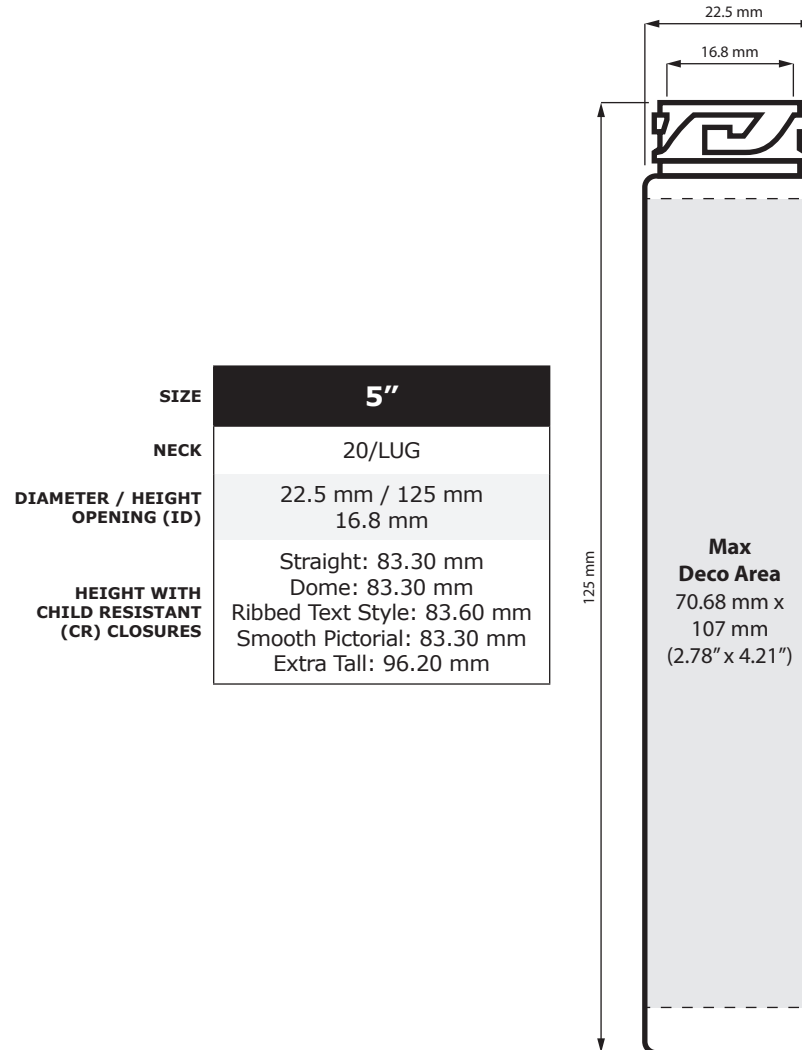 22.5 mm
16.8 mm
SIZE
5”
NECK
20/LUG
DIAMETER / HEIGHT
OPENING (ID)
22.5 mm / 125 mm
16.8 mm
HEIGHT WITH
CHILD RESISTANT
(CR) CLOSURES
Straight: 83.30 mm
Dome: 83.30 mm
Ribbed Text Style: 83.60 mm
Smooth Pictorial: 83.30 mm
Extra Tall: 96.20 mm
125 mm
Max
Deco Area
70.68 mm x
107 mm
(2.78” x 4.21”)